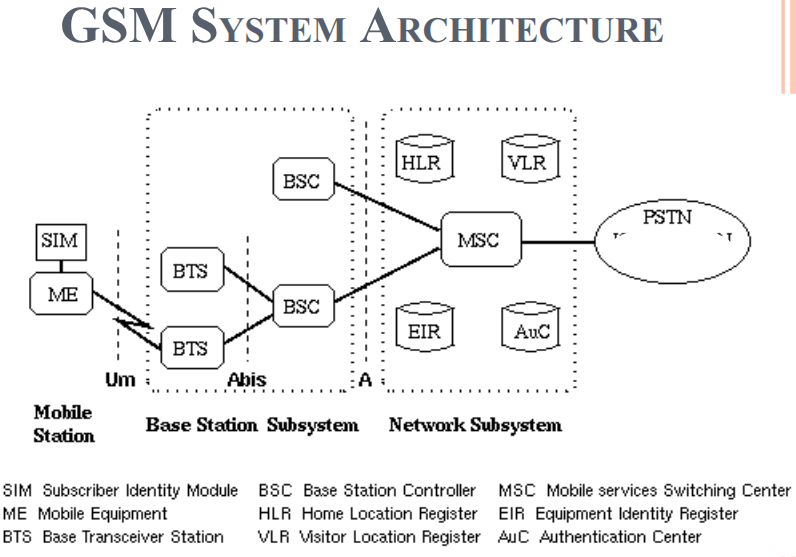 GSM SYSTEM ARCHITECTURE
HLR
VLR
BSC
PSTN
SIM
MSC
BTS
ME
BSC
EIR
AuC
BTS
Um
Abis
A
Mobile
Station
Base Station Subsystem
Network Subsystem
SIM Subscriber Identity Module BSC Base Station Controller MSC Mobile services Switching Center
ME Mobile Equipment HLR Home Location Register EIR Equipment Identity Register
BTS Base Transceiver Station VLR Visitor Location Register AuC Authentication Center